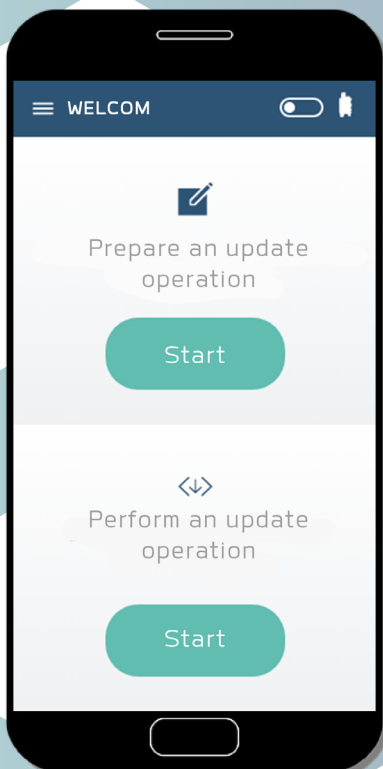 WELCOM
Prepare an update
operation
Start
Perform an update
operation
Start